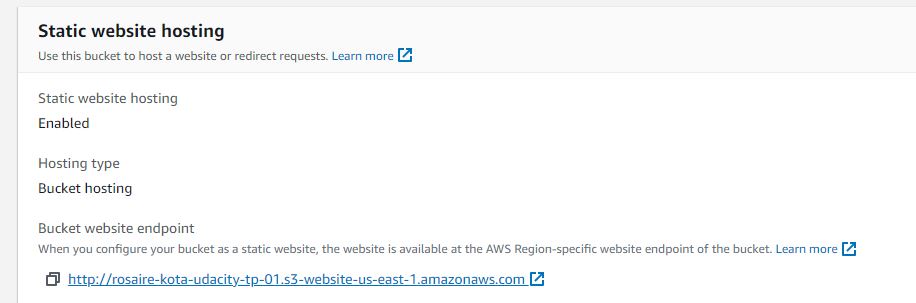 Static website hosting
Use this bucket to host a website or redirect requests. Learn more
Static website hosting
Enabled
Hosting type
Bucket hosting
Bucket website endpoint
When you configure your bucket as a static website, the website is available at the AWS Region-specific website endpoint of the bucket. Learn more
http://rosaire-kota-udacity-tp-01.s3-website-us-east-1.amazonaws.com